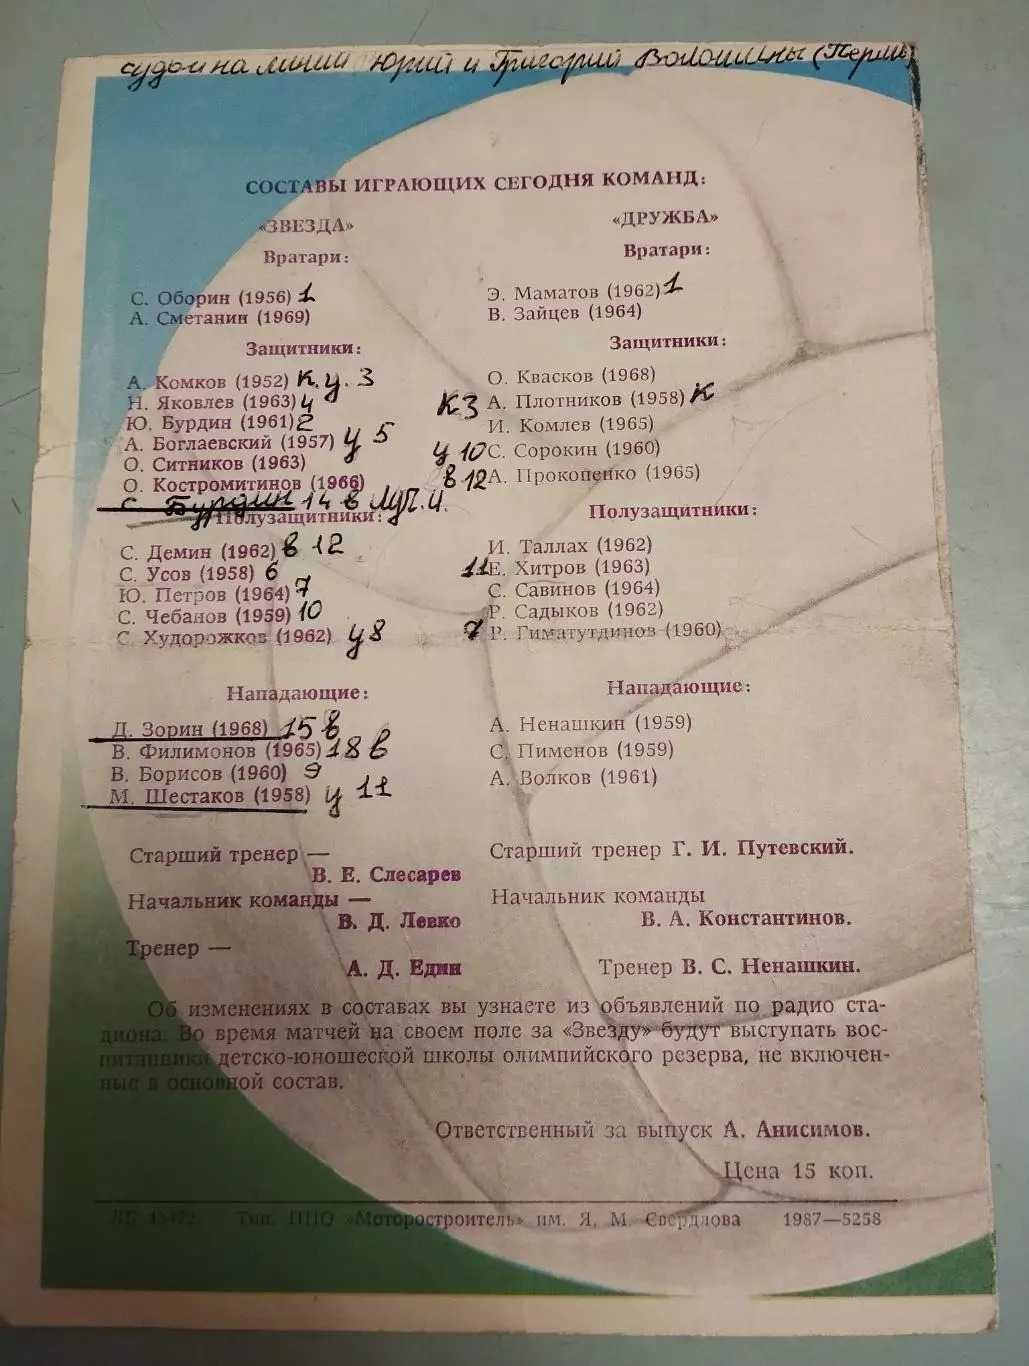 судьи на линии Юрий и Григорий Волошины (Пермь)
СОСТАВЫ ИГРАЮЩИХ СЕГОДНЯ КОМАНД:
«ЗВЕЗДА»
Вратари:
С. Оборин (1956) 1
А. Сметанин (1969)
Защитники:
А. Комков (1952) к. у. 3
Н. Яковлев (1963) 4
Ю. Бурдин (1961) 2
А. Боглаевский (1957) у 5
О. Ситников (1963)
О. Костромитинов (1966)
С. Бурдин 14 в
Полузащитники:
С. Демин (1962) в 12
С. Усов (1958) 6
Ю. Петров (1964) 7
С. Чебанов (1959) 10
С. Худорожков (1962) у 8
Нападающие:
Д. Зорин (1968) 15 в
В. Филимонов (1965) 18 в
В. Борисов (1960) 9
М. Шестаков (1958) у 11
Старший тренер —
В. Е. Слесарев
Начальник команды —
В. Д. Левко
Тренер —
А. Д. Един
«ДРУЖБА»
Вратари:
Э. Маматов (1962) 1
В. Зайцев (1964)
Защитники:
О. Квасков (1968)
к 3 А. Плотников (1958) к
И. Комлев (1965)
у 10 С. Сорокин (1960)
в 12 А. Прокопенко (1965)
Полузащитники:
И. Таллах (1962)
11 Е. Хитров (1963)
С. Савинов (1964)
Р. Садыков (1962)
7 Р. Гиматутдинов (1960)
Нападающие:
А. Ненашкин (1959)
С. Пименов (1959)
А. Волков (1961)
Старший тренер Г. И. Путевский.
Начальник команды
В. А. Константинов.
Тренер В. С. Ненашкин.
Об изменениях в составах вы узнаете из объявлений по радио ста-
диона. Во время матчей на своем поле за «Звезду» будут выступать вос-
питанники детско-юношеской школы олимпийского резерва, не включен-
ные в основной состав.
Ответственный за выпуск А. Анисимов.
Цена 15 коп.
ЛБ 15472 Тип. ППО «Моторостроитель» им. Я. М. Свердлова 1987—5258